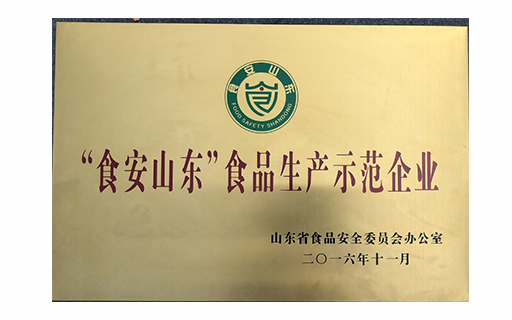 食安山东
FOOD SAFETY SHANDONG
“食安山东”食品生产示范企业
山东省食品安全委员会办公室
二〇一六年十一月